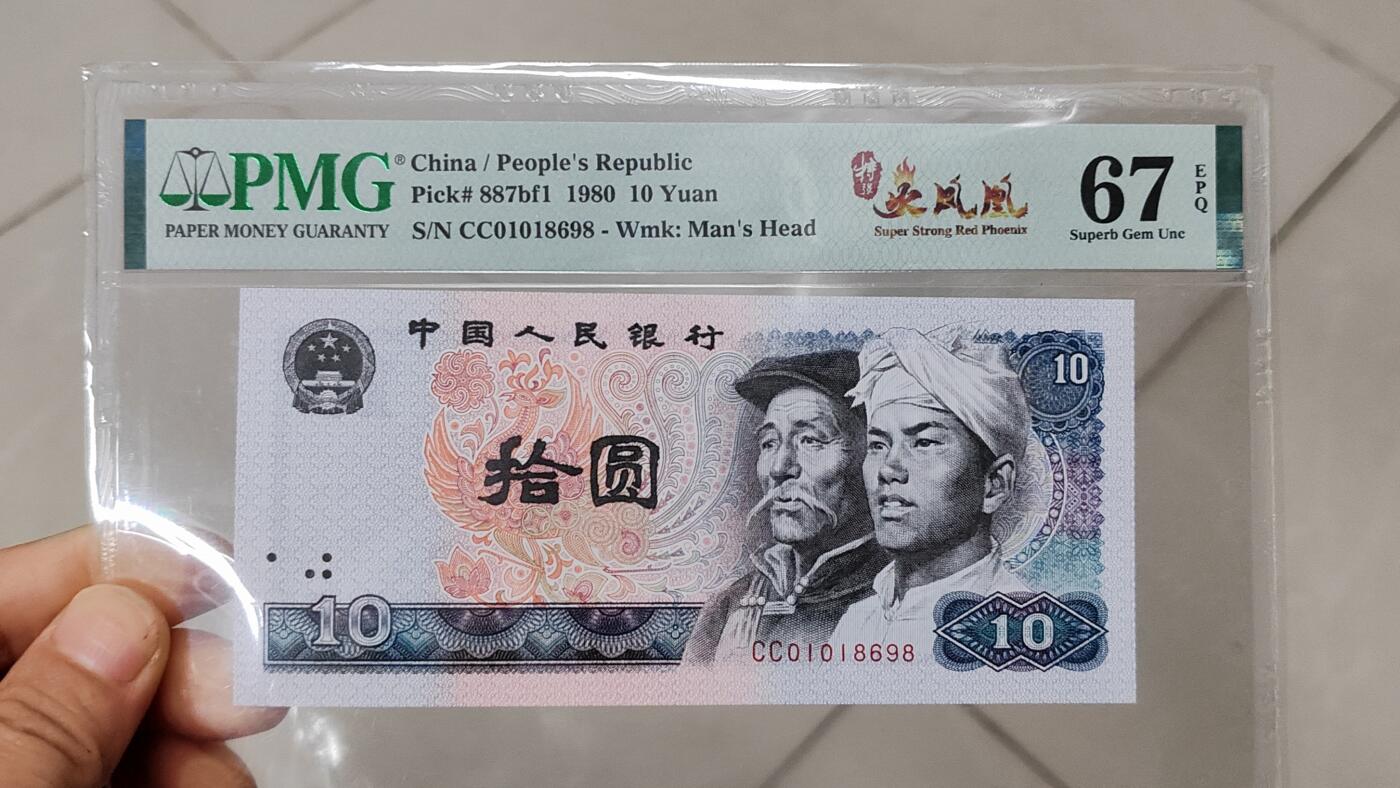 PMG®
PAPER MONEY GUARANTY
China / People's Republic
Pick# 887bf1 1980 10 Yuan
S/N CC01018698 - Wmk: Man's Head
火凤凰
Super Strong Red Phoenix
67
EPQ
Superb Gem Unc
中国人民银行
10
拾圆
10
CC01018698
10